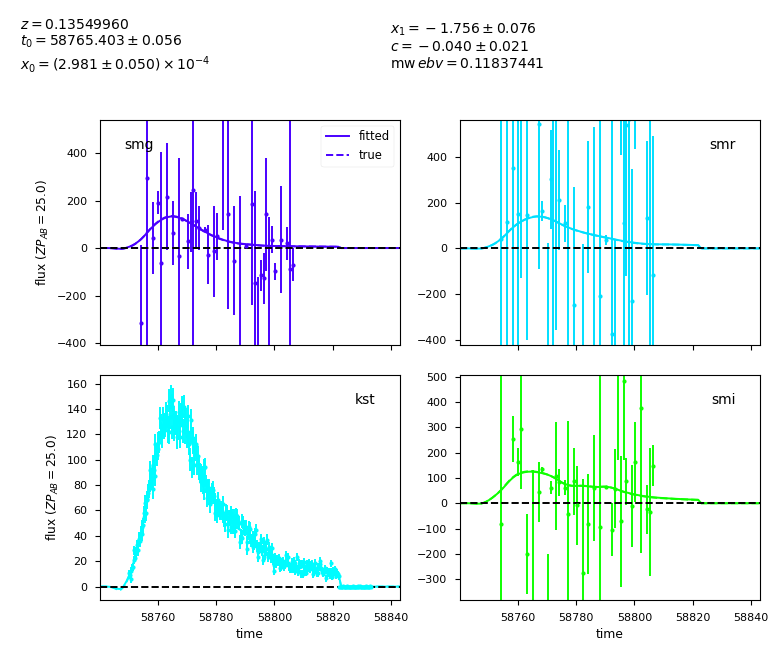 z = 0.13549960
t₀ = 58765.403 ± 0.056
x₀ = (2.981 ± 0.050) × 10⁻⁴
x₁ = −1.756 ± 0.076
c = −0.040 ± 0.021
mw ebv = 0.11837441
smg
fitted
true
400
200
0
−200
−400
flux (ZP_AB = 25.0)
smr
400
200
0
−200
−400
kst
160
140
120
100
80
60
40
20
0
flux (ZP_AB = 25.0)
58760 58780 58800 58820 58840
time
smi
500
400
300
200
100
0
−100
−200
−300
58760 58780 58800 58820 58840
time